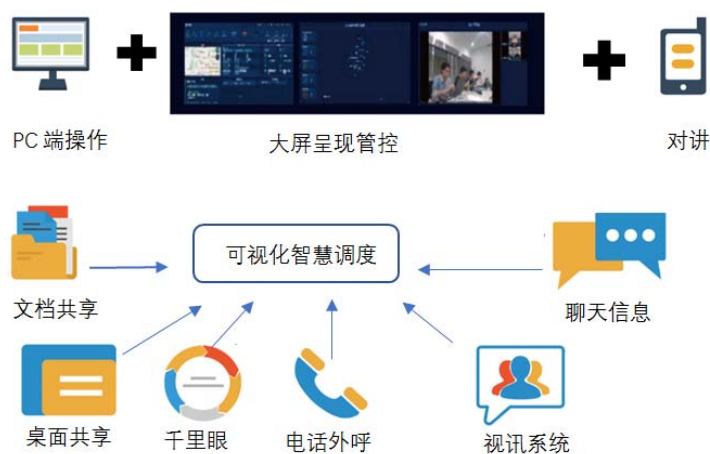 PC 端操作
大屏呈现管控
对讲
可视化智慧调度
文档共享
聊天信息
桌面共享
千里眼
电话外呼
视讯系统